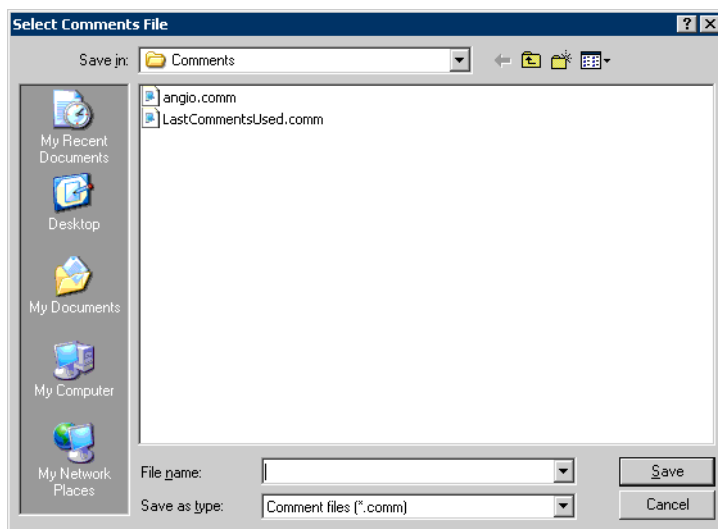 Select Comments File
Save in:
Comments
angio.comm
LastCommentsUsed.comm
My Recent
Documents
Desktop
My Documents
My Computer
My Network
Places
File name:
Save
Save as type:
Comment files (*.comm)
Cancel